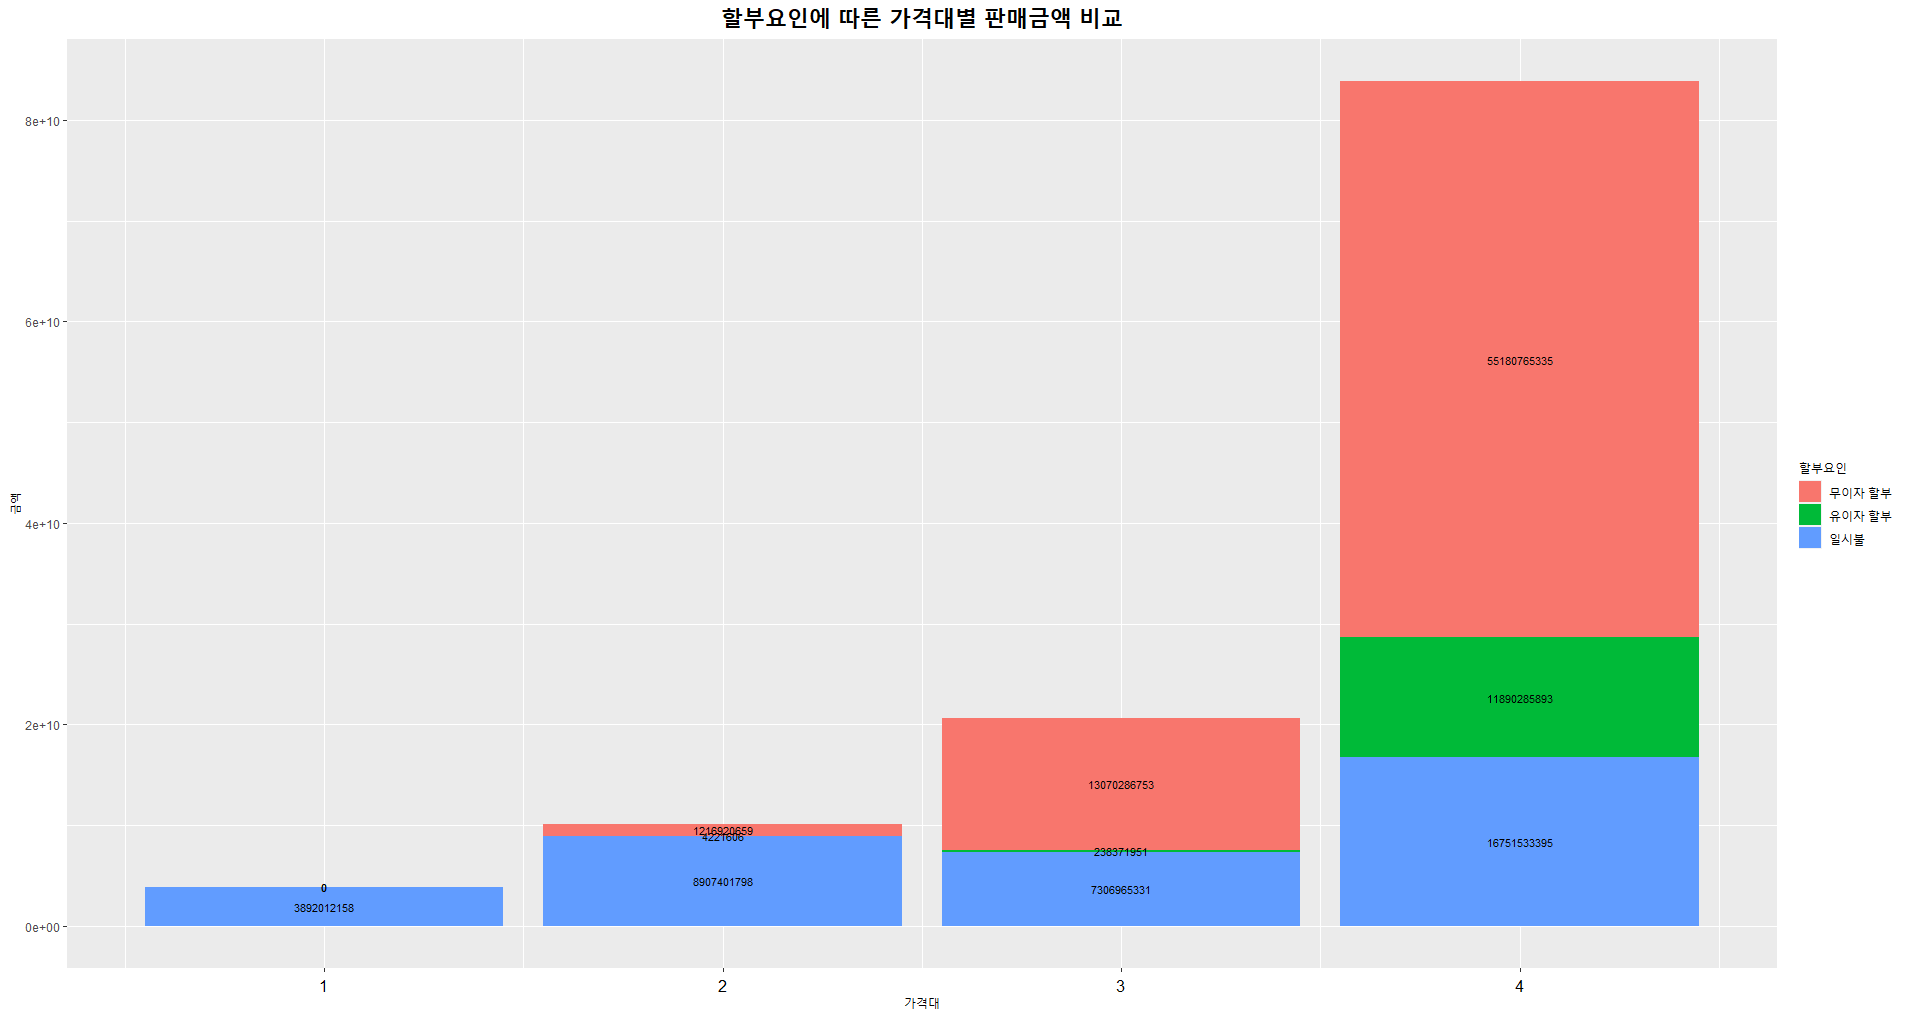 할부요인에 따른 가격대별 판매금액 비교
8e+10
6e+10
4e+10
2e+10
0e+00
금액
0
3892012158
1216920659
4221606
8907401798
13070286753
238371951
7306965331
55180765335
11890285893
16751533395
1
2
3
4
가격대
할부요인
무이자 할부
유이자 할부
일시불